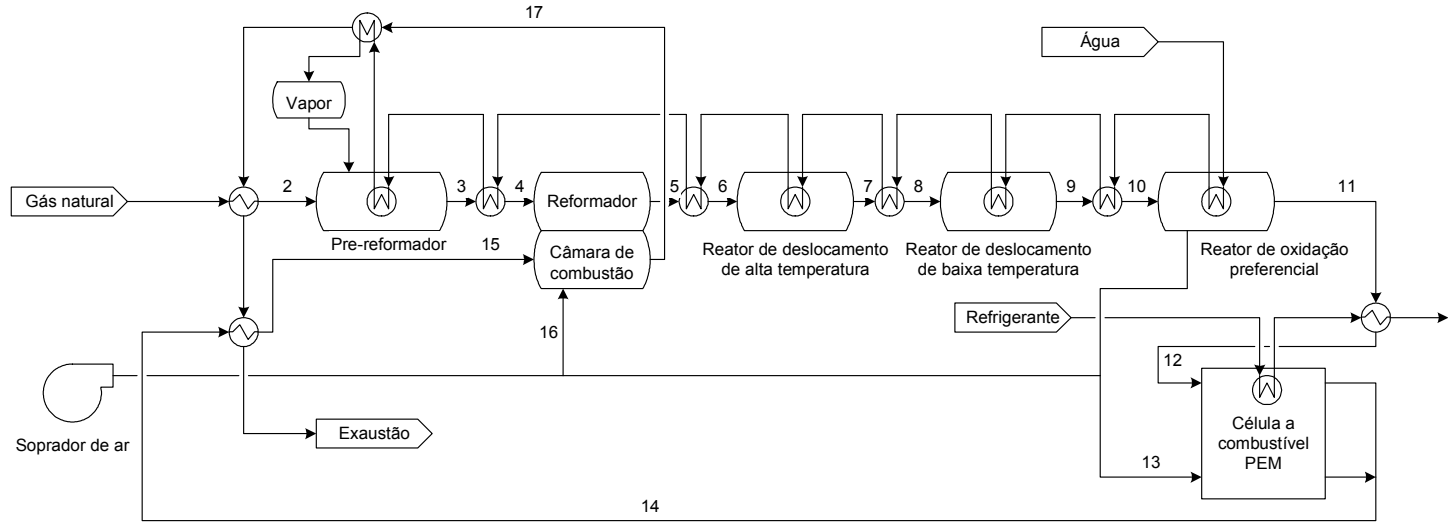 17
Água
Vapor
Gás natural
2
3
4
Reformador
5
6
7
8
9
10
11
Pre-reformador
15
Câmara de
combustão
Reator de deslocamento
de alta temperatura
Reator de deslocamento
de baixa temperatura
Reator de oxidação
preferencial
16
Refrigerante
12
Soprador de ar
Exaustão
Célula a
combustível
PEM
13
14